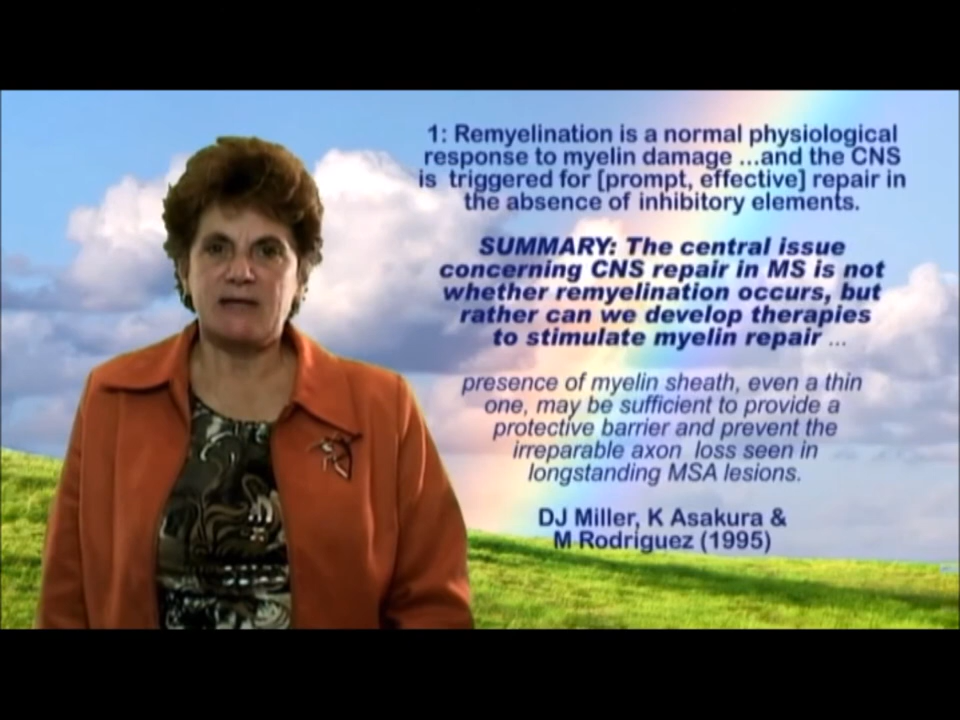 1: Remyelination is a normal physiological
response to myelin damage ...and the CNS
is triggered for [prompt, effective] repair in
the absence of inhibitory elements.
SUMMARY: The central issue
concerning CNS repair in MS is not
whether remyelination occurs, but
rather can we develop therapies
to stimulate myelin repair ...
presence of myelin sheath, even a thin
one, may be sufficient to provide a
protective barrier and prevent the
irreparable axon loss seen in
longstanding MSA lesions.
DJ Miller, K Asakura &
M Rodriguez (1995)